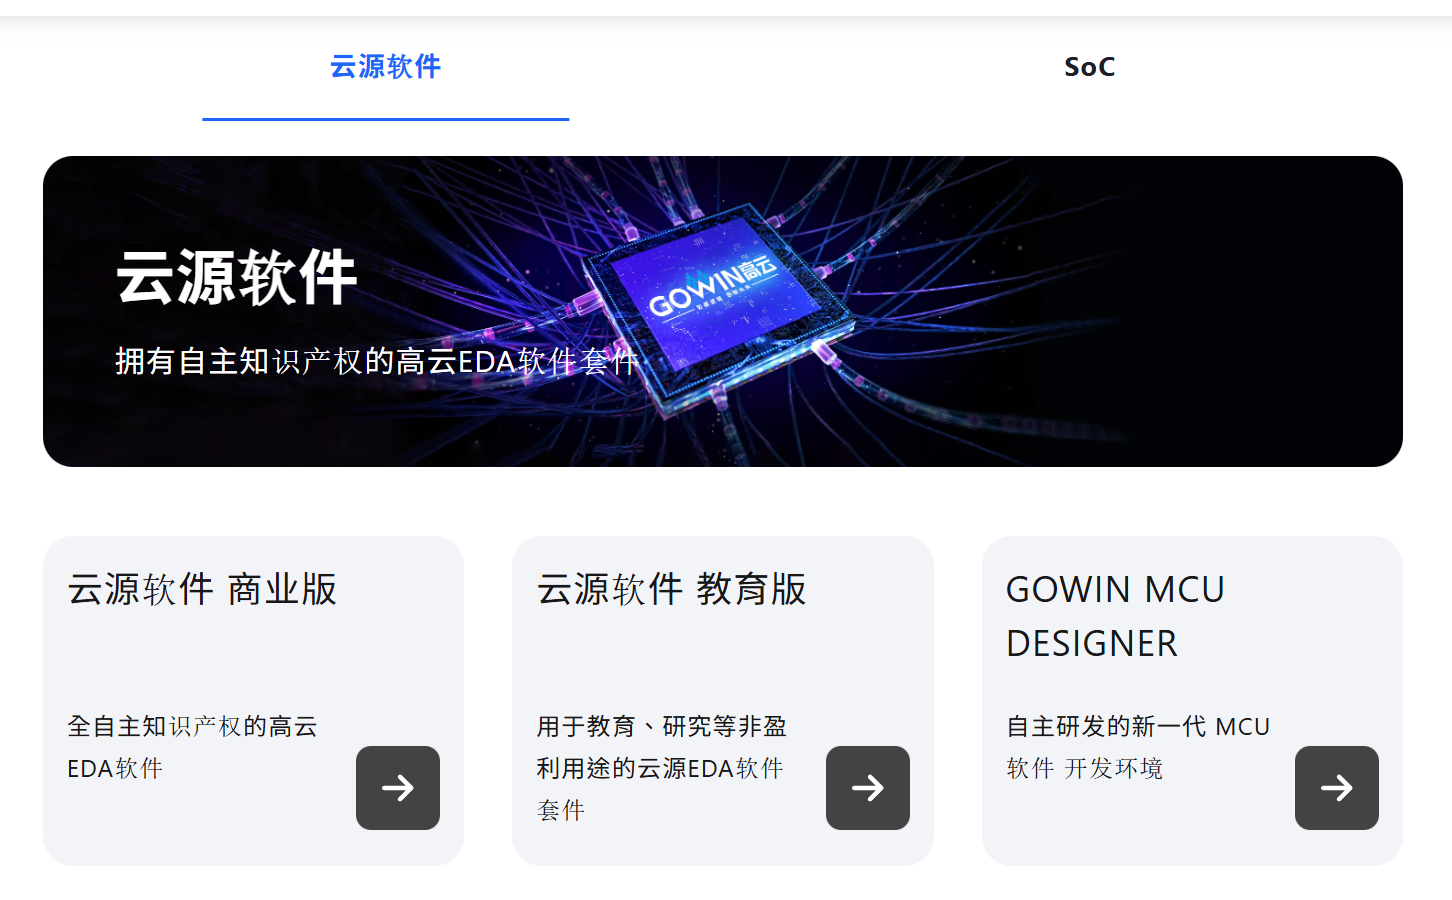 云源软件
SoC
云源软件
拥有自主知识产权的高云EDA软件套件
GOWIN高云
云源软件 商业版
全自主知识产权的高云
EDA软件
云源软件 教育版
用于教育、研究等非盈
利用途的云源EDA软件
套件
GOWIN MCU
DESIGNER
自主研发的新一代 MCU
软件 开发环境